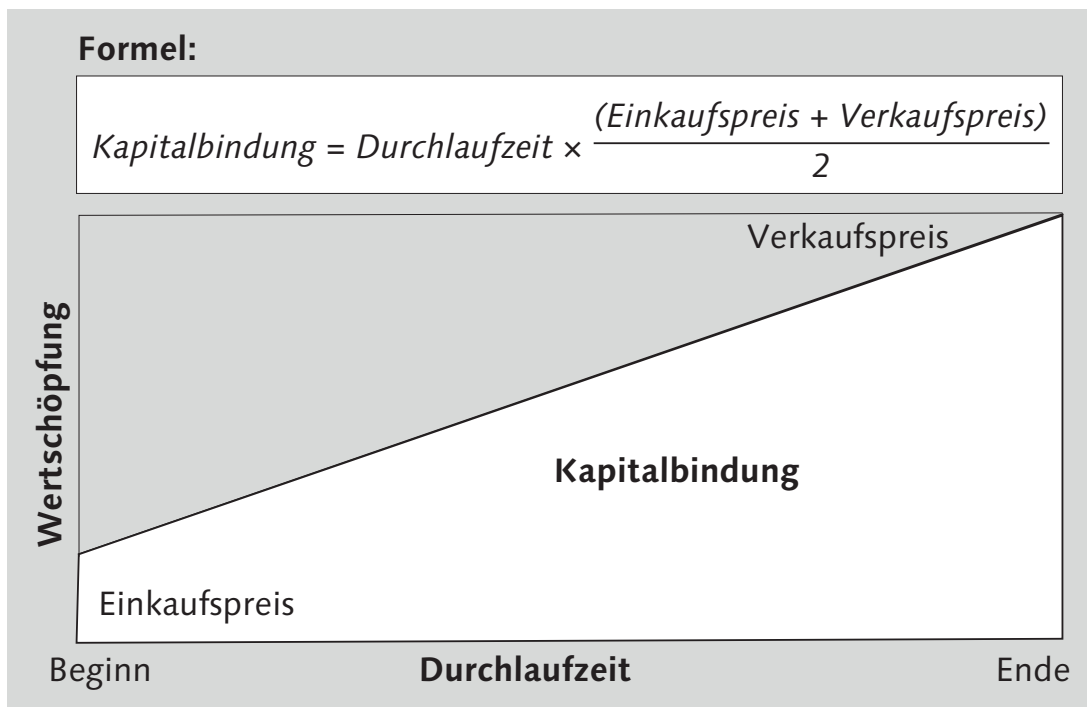 Formel:
Kapitalbindung = Durchlaufzeit × (Einkaufspreis + Verkaufspreis)
2
Verkaufspreis
Wertschöpfung
Kapitalbindung
Einkaufspreis
Beginn Durchlaufzeit Ende